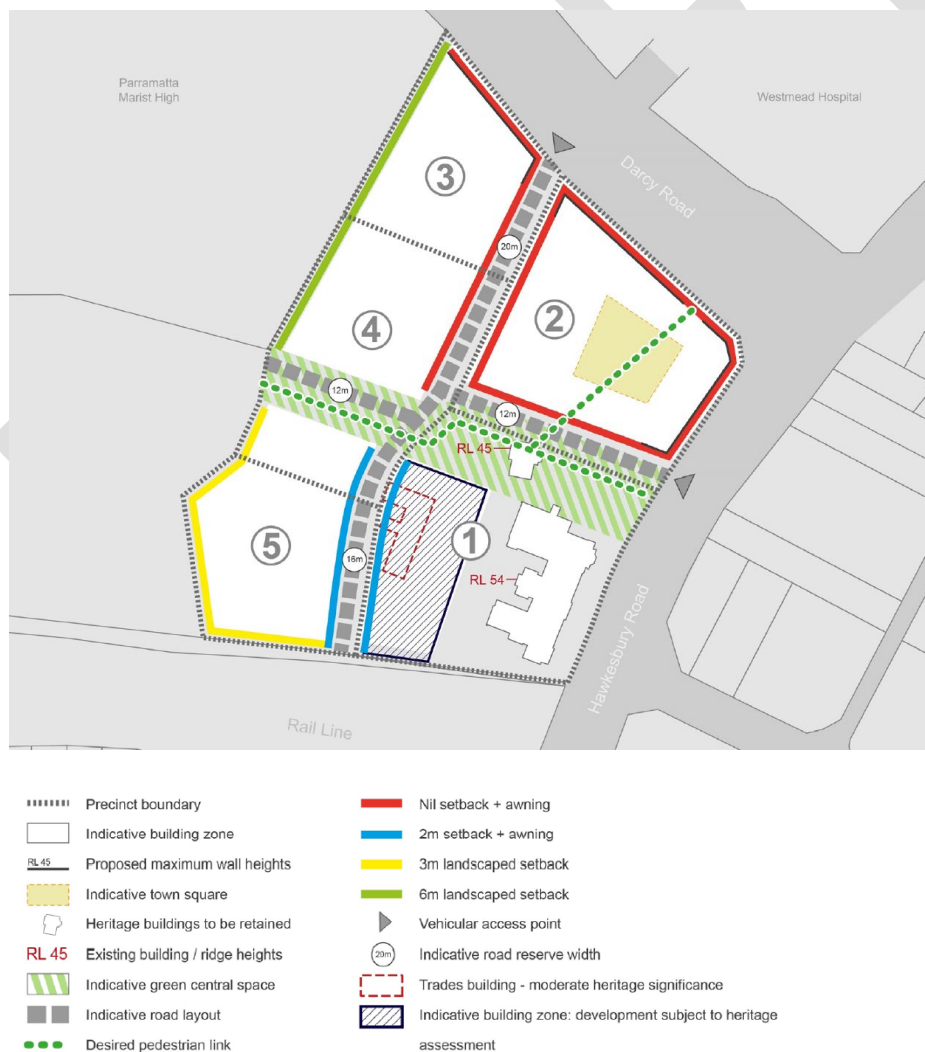 Parramatta
Marist High
Westmead Hospital
Darcy Road
3
20m
2
4
12m
12m
RL 45
1
5
16m
RL 54
Hawkesbury Road
Rail Line
Precinct boundary
Indicative building zone
RL 45 Proposed maximum wall heights
Indicative town square
Heritage buildings to be retained
RL 45 Existing building / ridge heights
Indicative green central space
Indicative road layout
Desired pedestrian link
Nil setback + awning
2m setback + awning
3m landscaped setback
6m landscaped setback
Vehicular access point
20m Indicative road reserve width
Trades building - moderate heritage significance
Indicative building zone: development subject to heritage
assessment